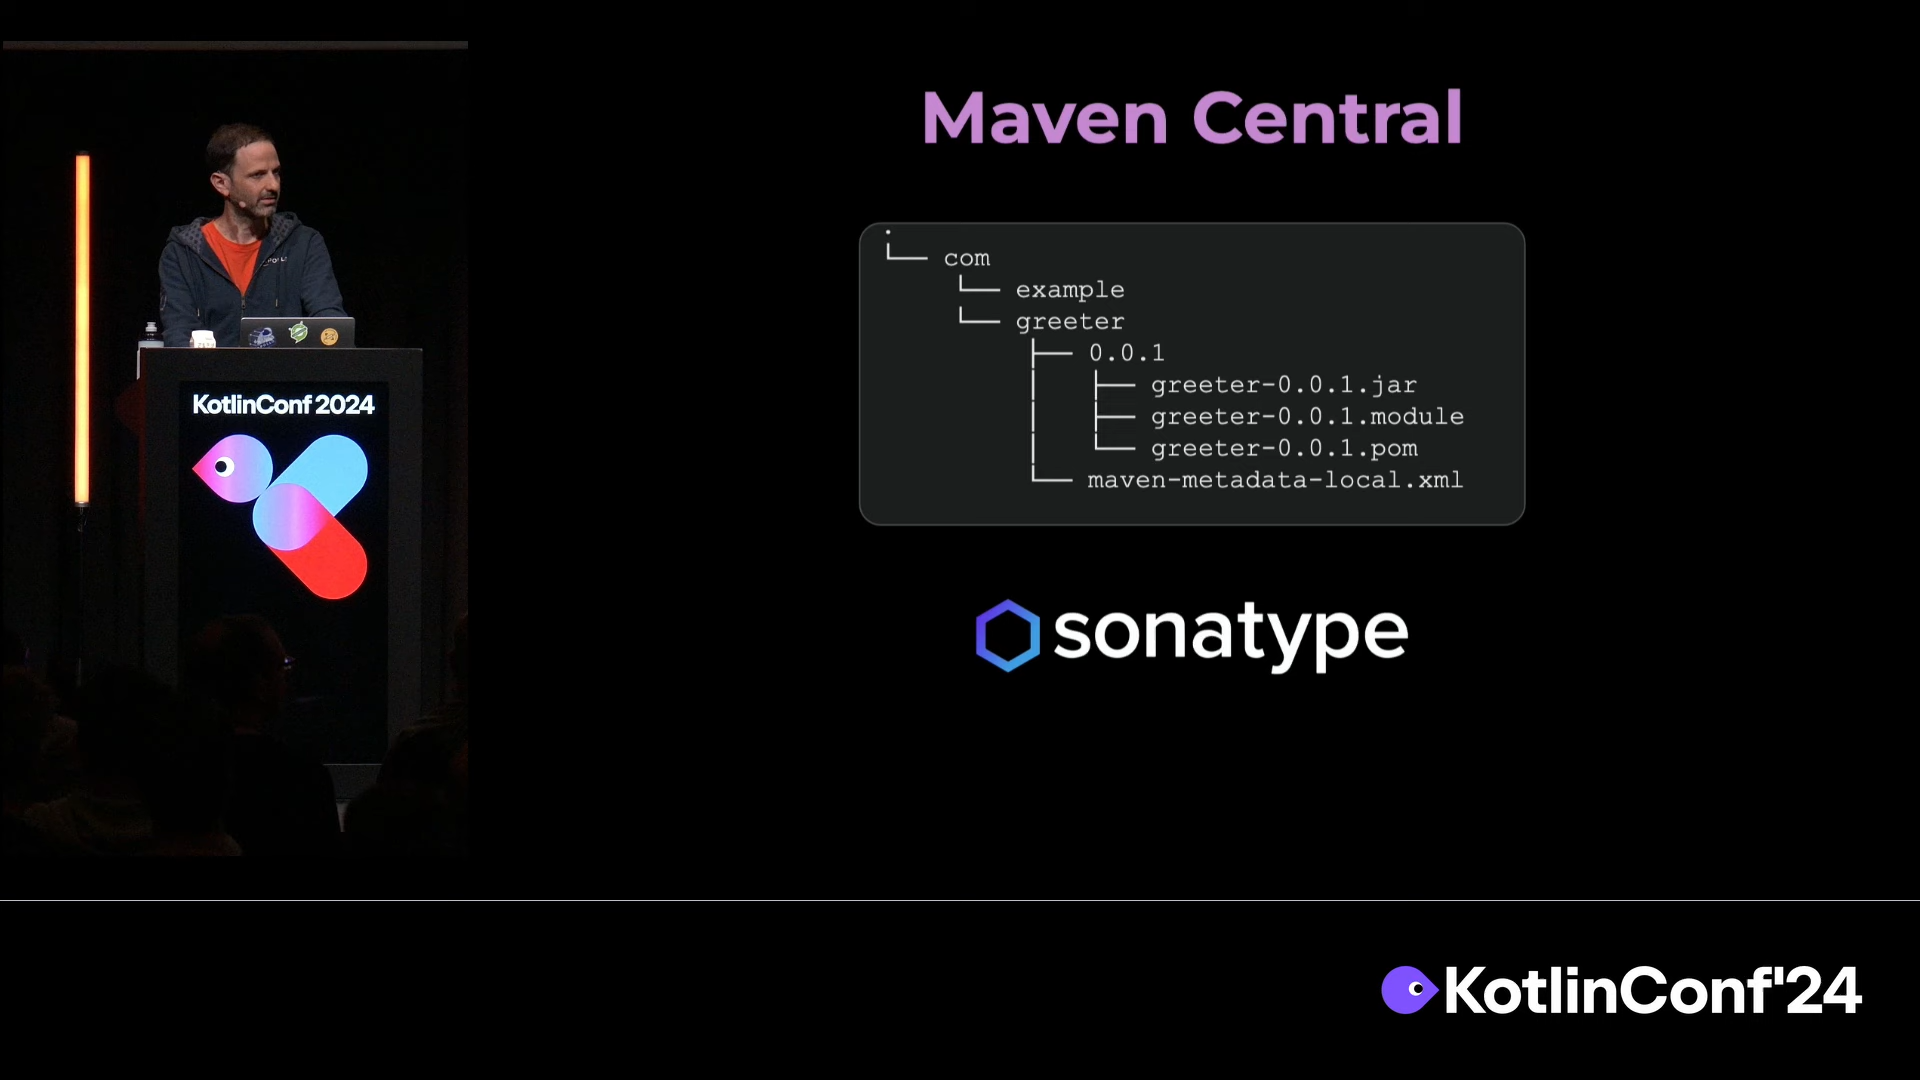 Maven Central
.
└── com
└── example
└── greeter
├── 0.0.1
│ ├── greeter-0.0.1.jar
│ ├── greeter-0.0.1.module
│ └── greeter-0.0.1.pom
└── maven-metadata-local.xml
sonatype
KotlinConf 2024
KotlinConf'24